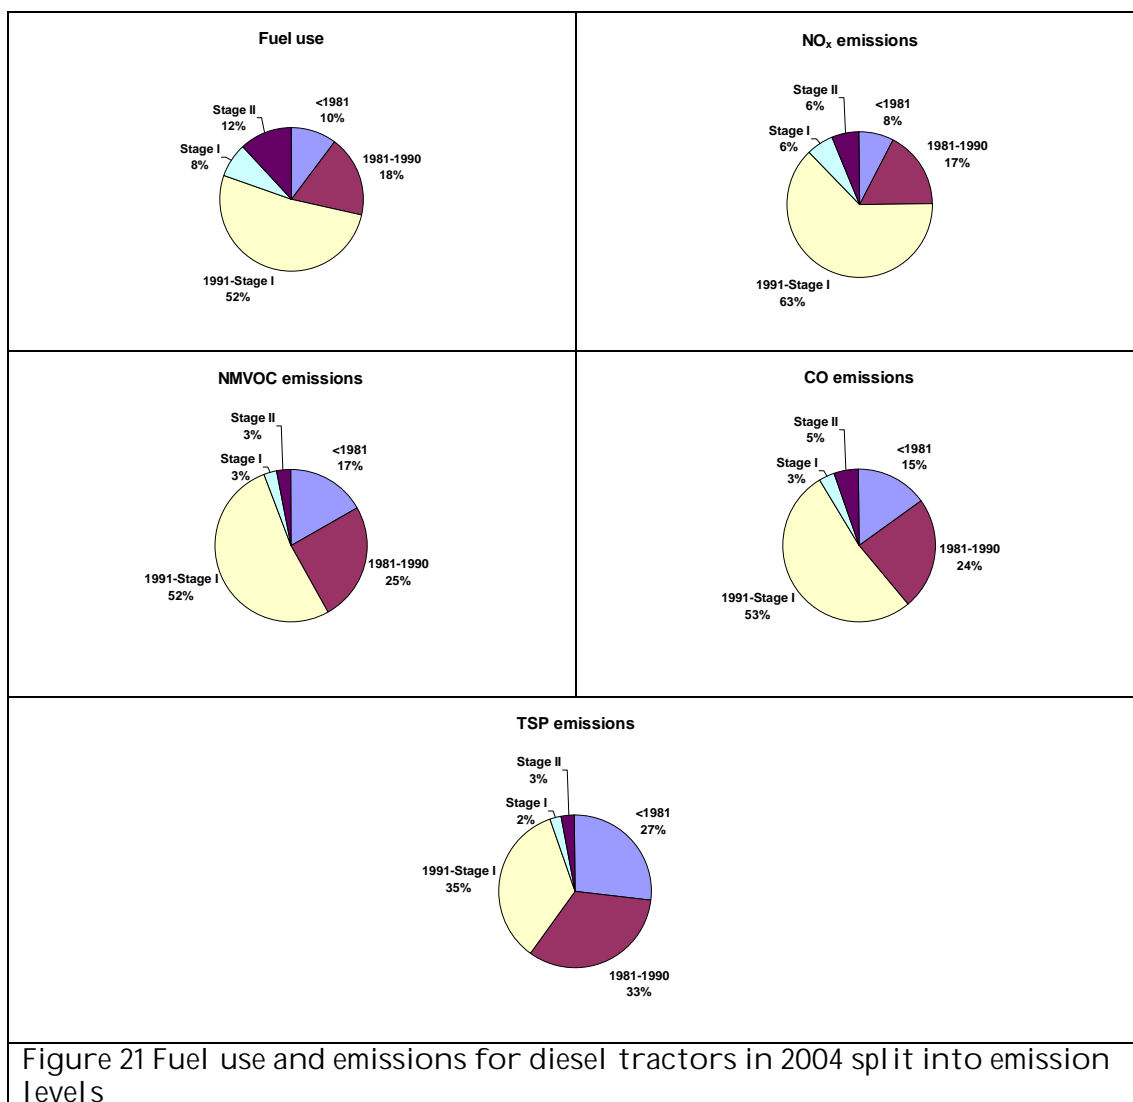 Fuel use
Stage II
12%
<1981
10%
Stage I
8%
1981-1990
18%
1991-Stage I
52%
NOx emissions
Stage II
6%
<1981
8%
Stage I
6%
1981-1990
17%
1991-Stage I
63%
NMVOC emissions
Stage II
3%
<1981
17%
Stage I
3%
1981-1990
25%
1991-Stage I
52%
CO emissions
Stage II
5%
<1981
15%
Stage I
3%
1981-1990
24%
1991-Stage I
53%
TSP emissions
Stage II
3%
Stage I
2%
<1981
27%
1991-Stage I
35%
1981-1990
33%
Figure 21 Fuel use and emissions for diesel tractors in 2004 split into emission
levels